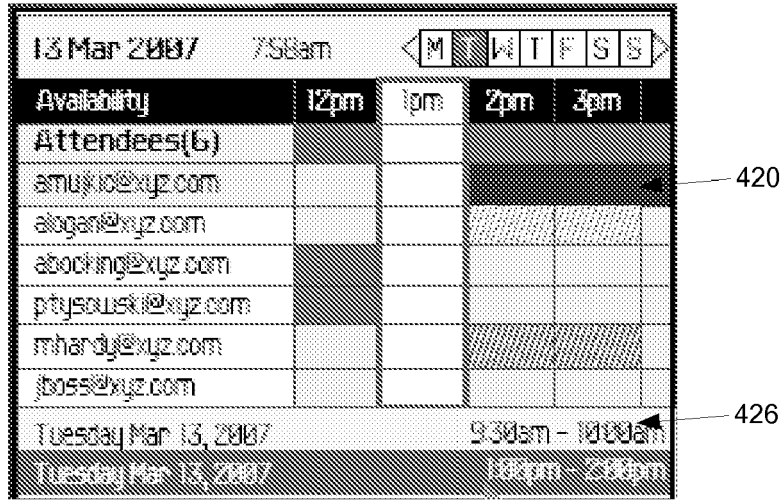 13 Mar 2007 7:58am M T W T F S S
Availability 12pm 1pm 2pm 3pm
Attendees(6)
amujkic@xyz.com
420
alogan@xyz.com
abocking@xyz.com
ptysowski@xyz.com
mhardy@xyz.com
jboss@xyz.com
426
Tuesday Mar 13, 2007 9:30am - 10:00am
Tuesday Mar 13, 2007 1:00pm - 2:00pm